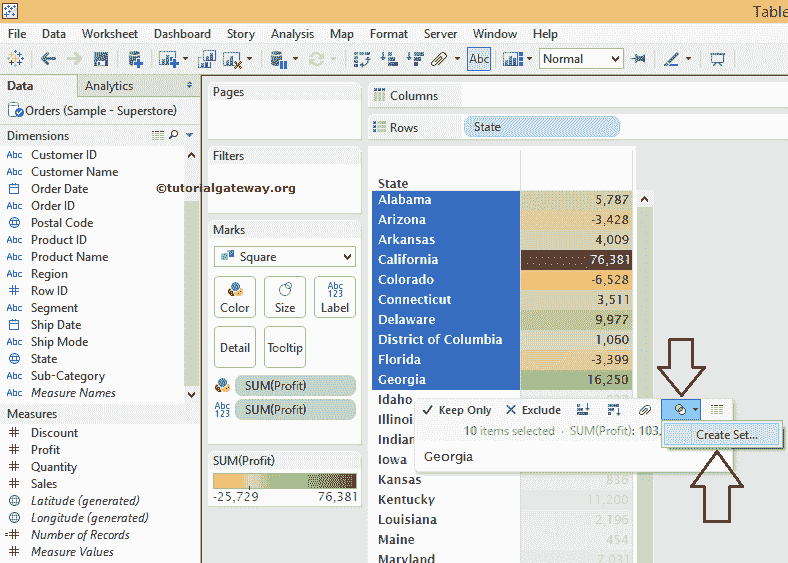 Table
File Data Worksheet Dashboard Story Analysis Map Format Server Window Help
Abc Normal
Data Analytics
Orders (Sample - Superstore)
Dimensions
Abc Customer ID
Abc Customer Name
Order Date
Abc Order ID
Postal Code
Abc Product ID
Abc Product Name
Abc Region
# Row ID
Abc Segment
Ship Date
Abc Ship Mode
State
Abc Sub-Category
Abc Measure Names
Measures
# Discount
# Profit
# Quantity
# Sales
Latitude (generated)
Longitude (generated)
=# Number of Records
# Measure Values
©tutorialgateway.org
Pages
Filters
Marks
Square
Color Size Abc 123 Label
Detail Tooltip
SUM(Profit)
Abc 123 SUM(Profit)
SUM(Profit)
-25,729 76,381
Columns
Rows State
State
Alabama 5,787
Arizona -3,428
Arkansas 4,009
California 76,381
Colorado -6,528
Connecticut 3,511
Delaware 9,977
District of Columbia 1,060
Florida -3,399
Georgia 16,250
Idaho
Illinoi
Indian
Iowa
Kansas 836
Kentucky 11,200
Louisiana 2,196
Maine 454
Maryland 7,031
Keep Only Exclude
10 items selected · SUM(Profit): 103,
Georgia
Create Set...